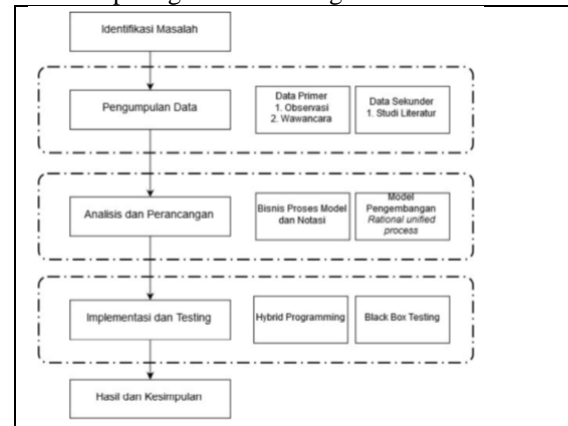 Identifikasi Masalah
Pengumpulan Data
Data Primer
1. Observasi
2. Wawancara
Data Sekunder
1. Studi Literatur
Analisis dan Perancangan
Bisnis Proses Model
dan Notasi
Model
Pengembangan
Rational unified
process
Implementasi dan Testing
Hybrid Programming
Black Box Testing
Hasil dan Kesimpulan